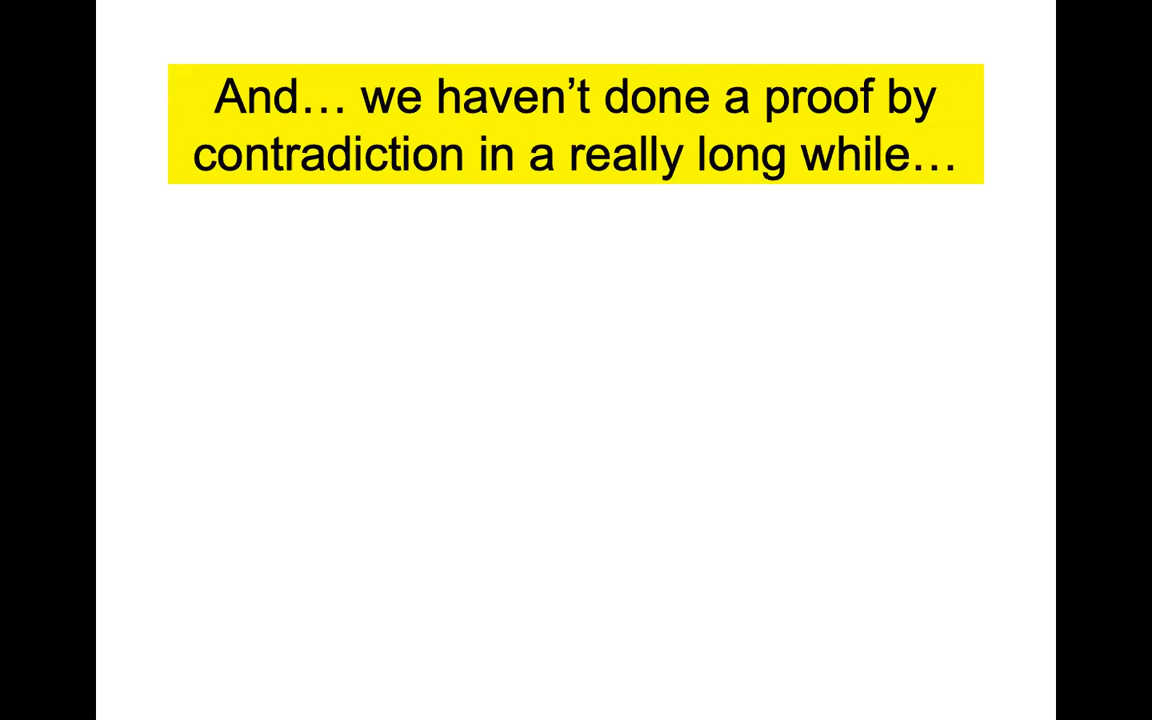 And… we haven’t done a proof by
contradiction in a really long while…